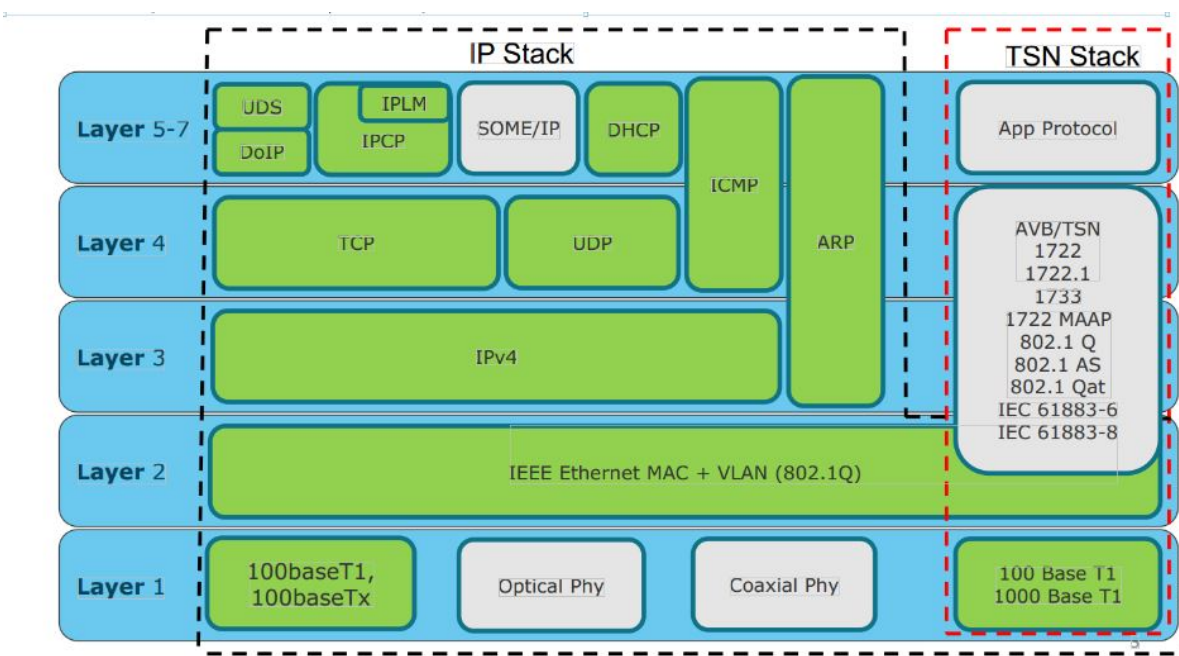 IP Stack
TSN Stack
Layer 5-7
UDS
DoIP
IPLM
IPCP
SOME/IP
DHCP
ICMP
ARP
App Protocol
Layer 4
TCP
UDP
AVB/TSN
1722
1722.1
1733
1722 MAAP
802.1 Q
802.1 AS
802.1 Qat
IEC 61883-6
IEC 61883-8
Layer 3
IPv4
Layer 2
IEEE Ethernet MAC + VLAN (802.1Q)
Layer 1
100baseT1,
100baseTx
Optical Phy
Coaxial Phy
100 Base T1
1000 Base T1